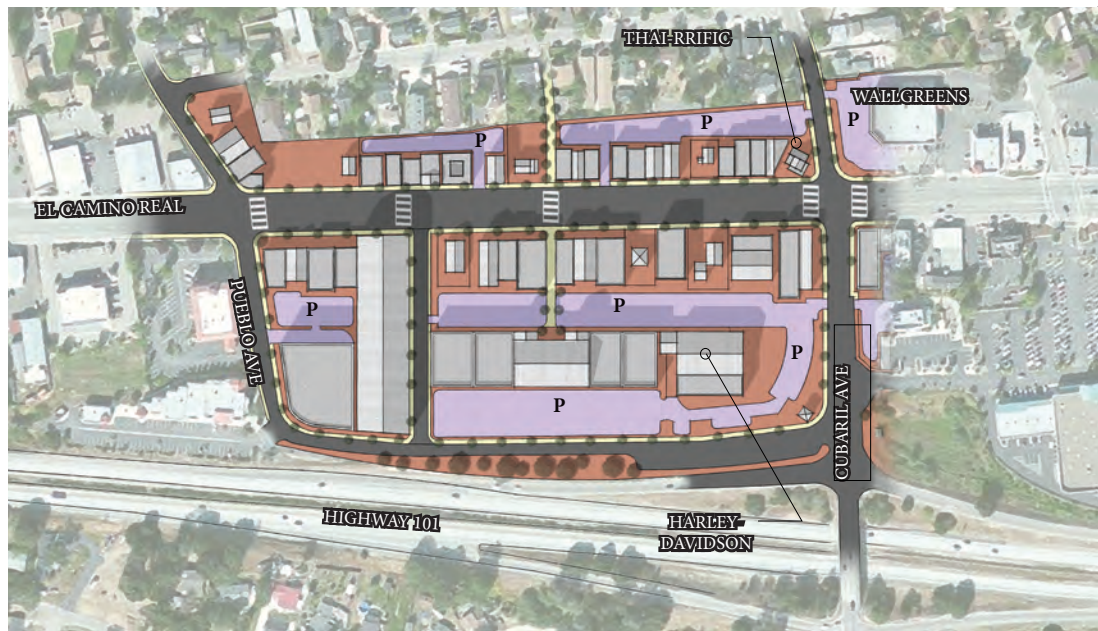 THAI-RRIFIC
WALLGREENS
P
P
P
EL CAMINO REAL
PUEBLO AVE
P
P
P
P
CUBARIL AVE
HIGHWAY 101
HARLEY-
DAVIDSON